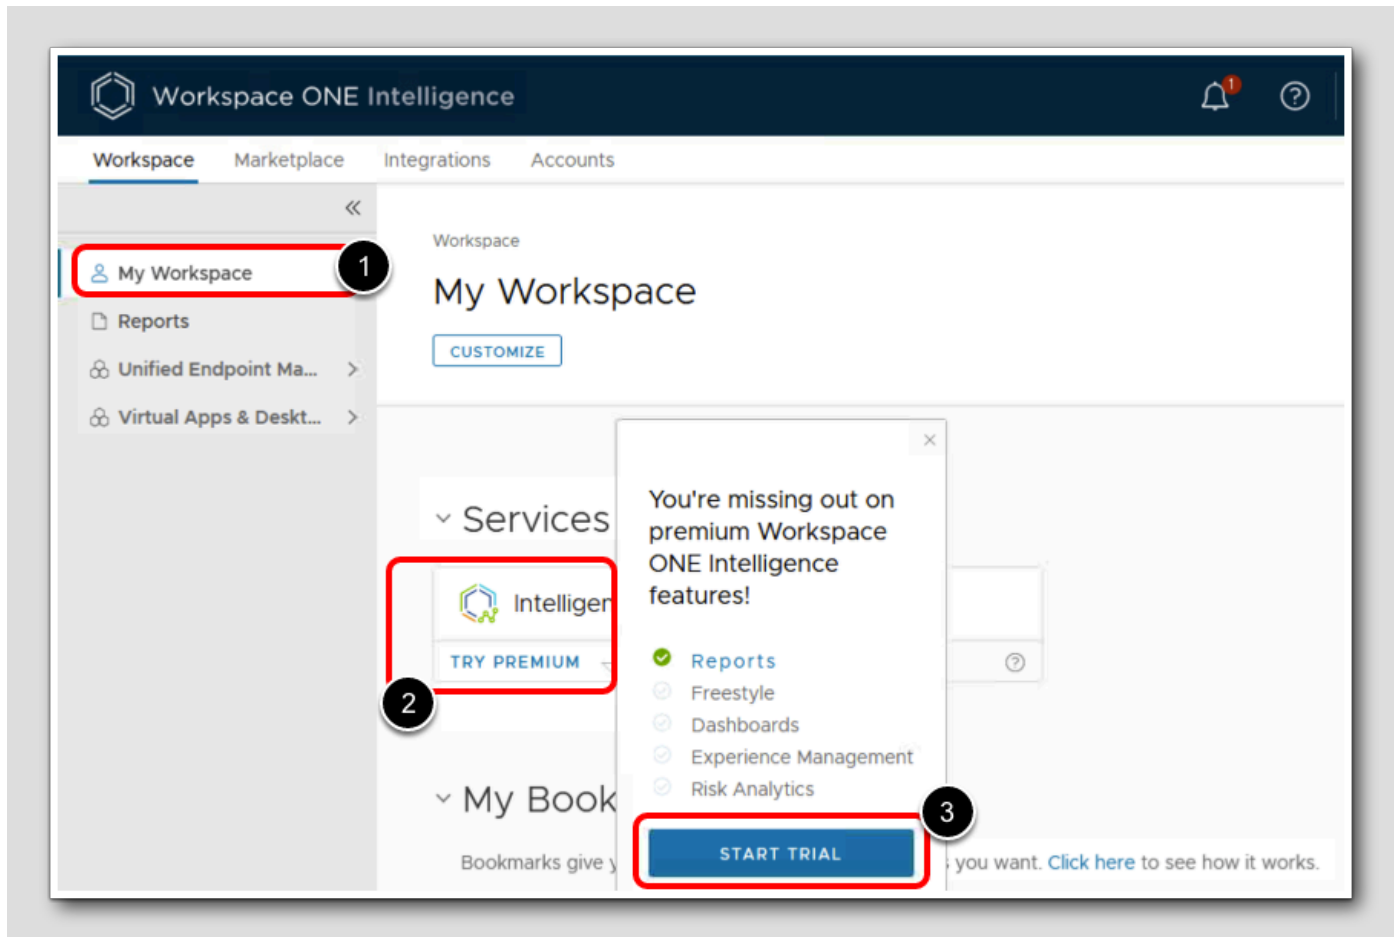 Workspace ONE Intelligence
1
Workspace Marketplace Integrations Accounts
My Workspace
1
Reports
Unified Endpoint Ma...
Virtual Apps & Deskt...
Workspace
My Workspace
CUSTOMIZE
Services
Intelligen
TRY PREMIUM
2
You're missing out on
premium Workspace
ONE Intelligence
features!
Reports
Freestyle
Dashboards
Experience Management
Risk Analytics
3
START TRIAL
My Book
Bookmarks give y
you want. Click here to see how it works.